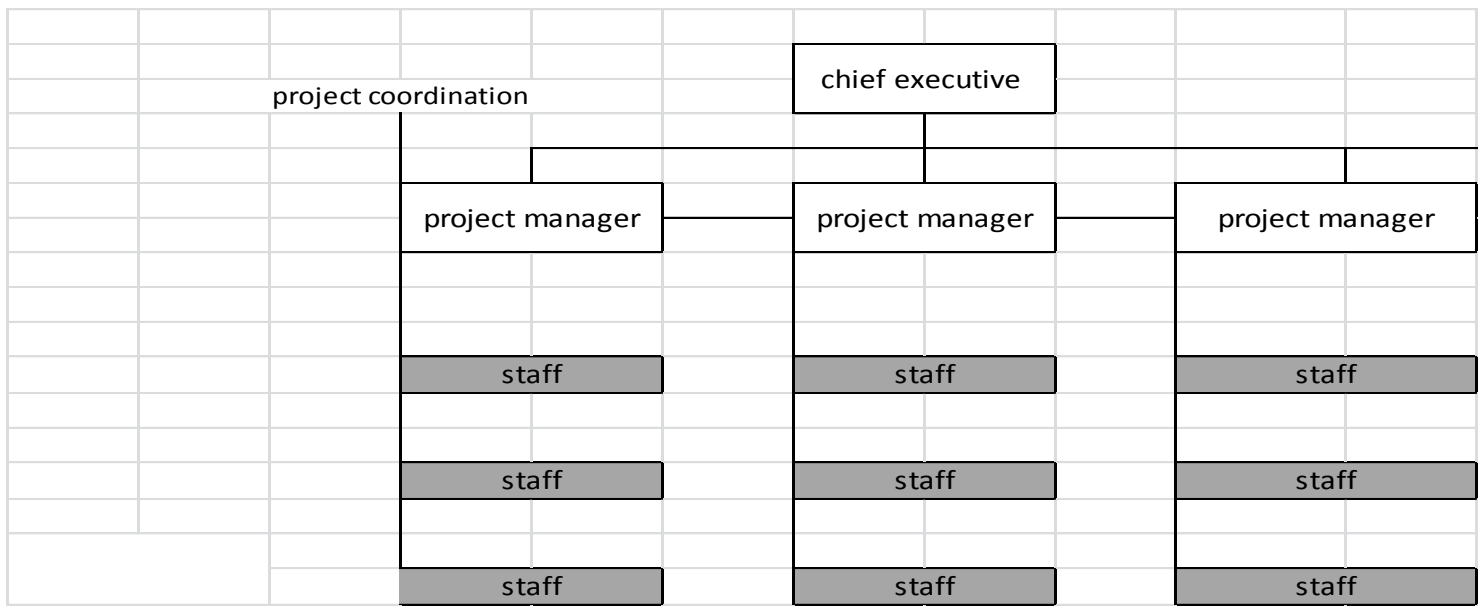 chief executive
project coordination
project manager project manager project manager
staff staff staff
staff staff staff
staff staff staff